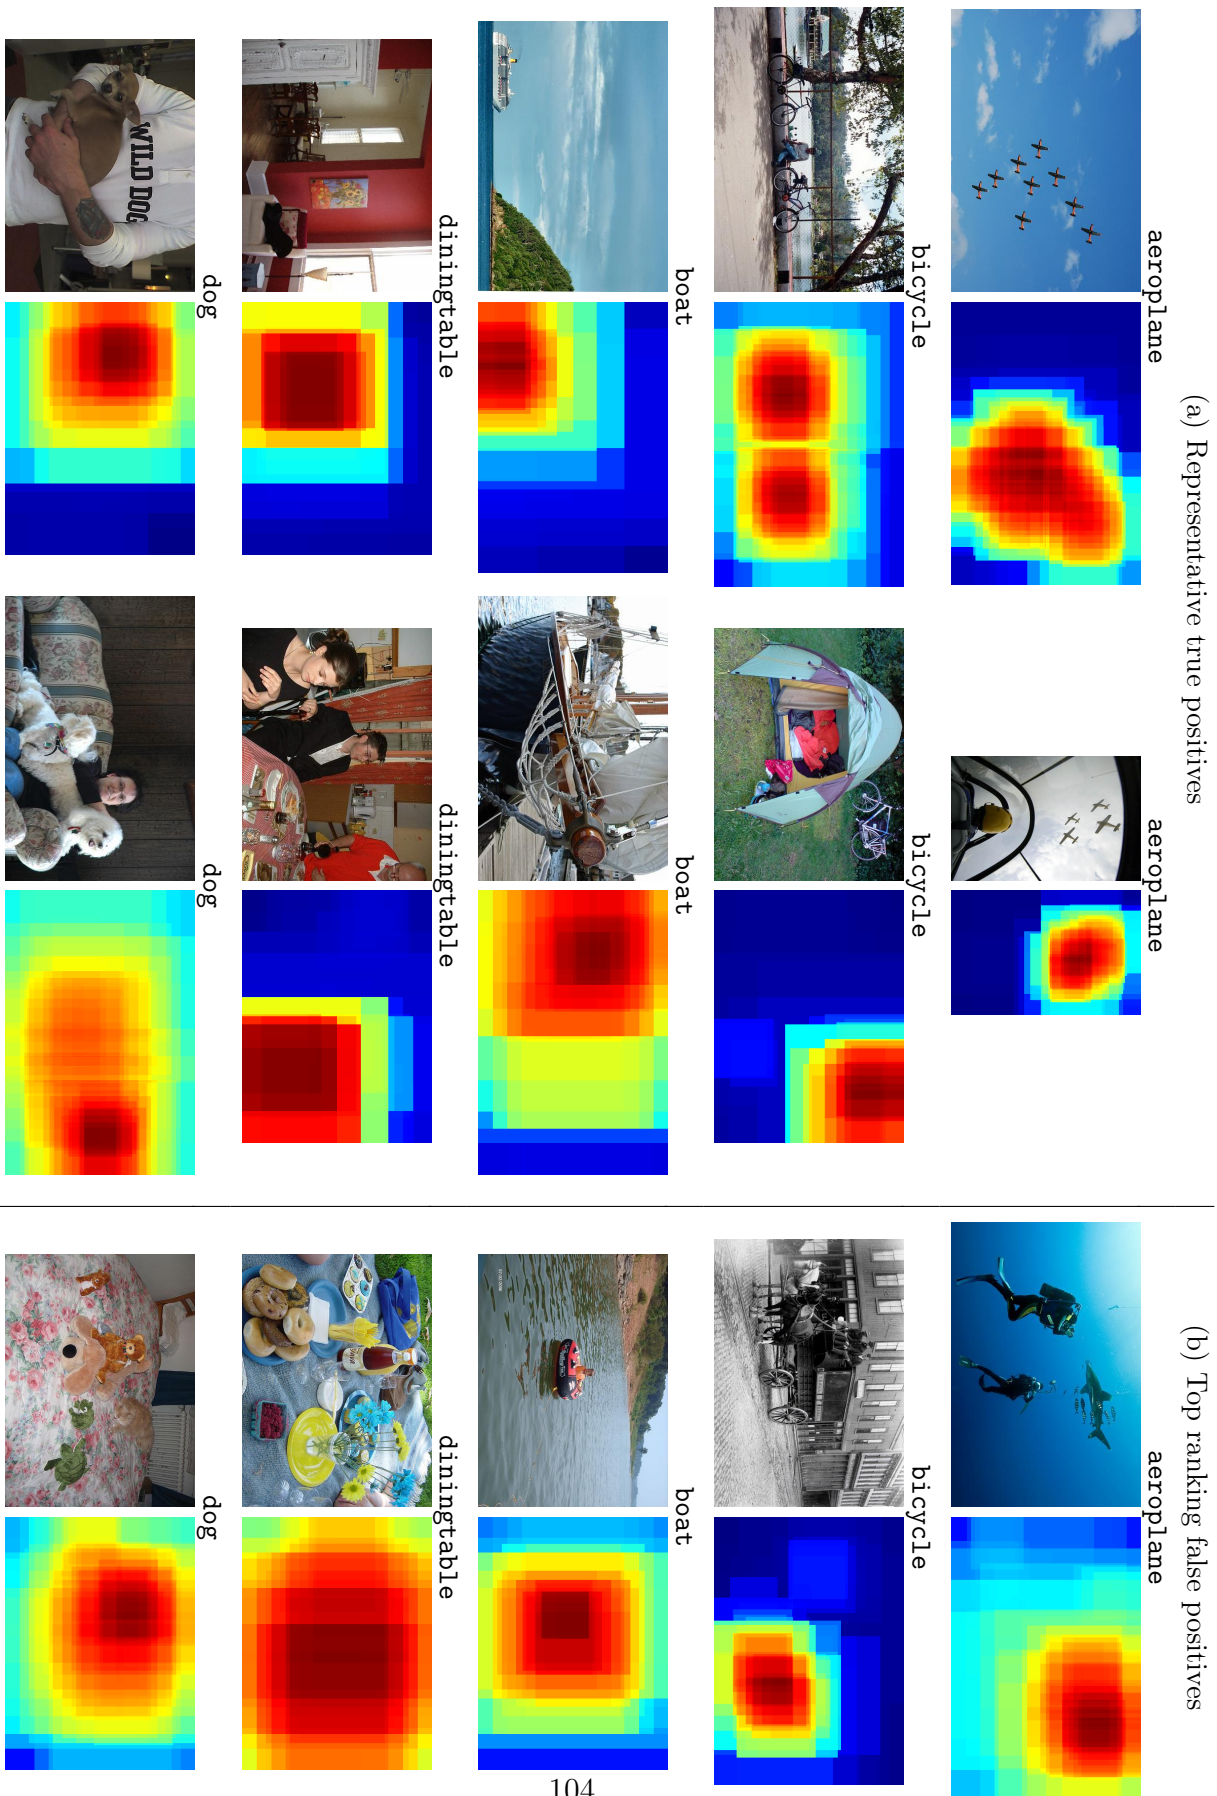 (a) Representative true positives
(b) Top ranking false positives
aeroplane
aeroplane
aeroplane
bicycle
bicycle
bicycle
boat
boat
boat
diningtable
diningtable
diningtable
dog
dog
dog
WILD DOG
104